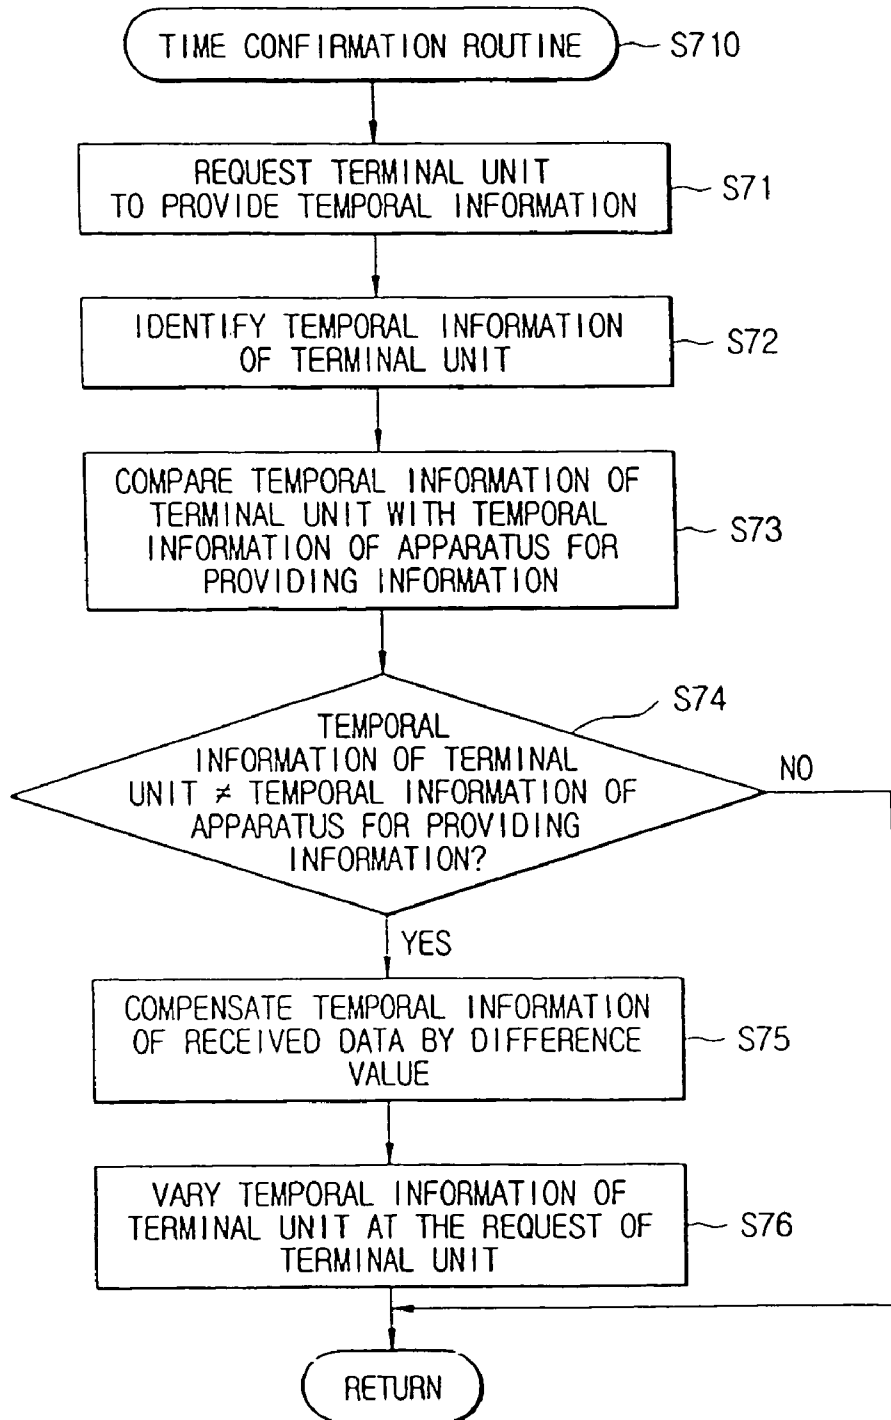 TIME CONFIRMATION ROUTINE
S710
REQUEST TERMINAL UNIT
TO PROVIDE TEMPORAL INFORMATION
S71
IDENTIFY TEMPORAL INFORMATION
OF TERMINAL UNIT
S72
COMPARE TEMPORAL INFORMATION OF
TERMINAL UNIT WITH TEMPORAL
INFORMATION OF APPARATUS FOR
PROVIDING INFORMATION
S73
S74
TEMPORAL
INFORMATION OF TERMINAL
UNIT ≠ TEMPORAL INFORMATION OF
APPARATUS FOR PROVIDING
INFORMATION?
NO
YES
COMPENSATE TEMPORAL INFORMATION
OF RECEIVED DATA BY DIFFERENCE
VALUE
S75
VARY TEMPORAL INFORMATION OF
TERMINAL UNIT AT THE REQUEST OF
TERMINAL UNIT
S76
RETURN